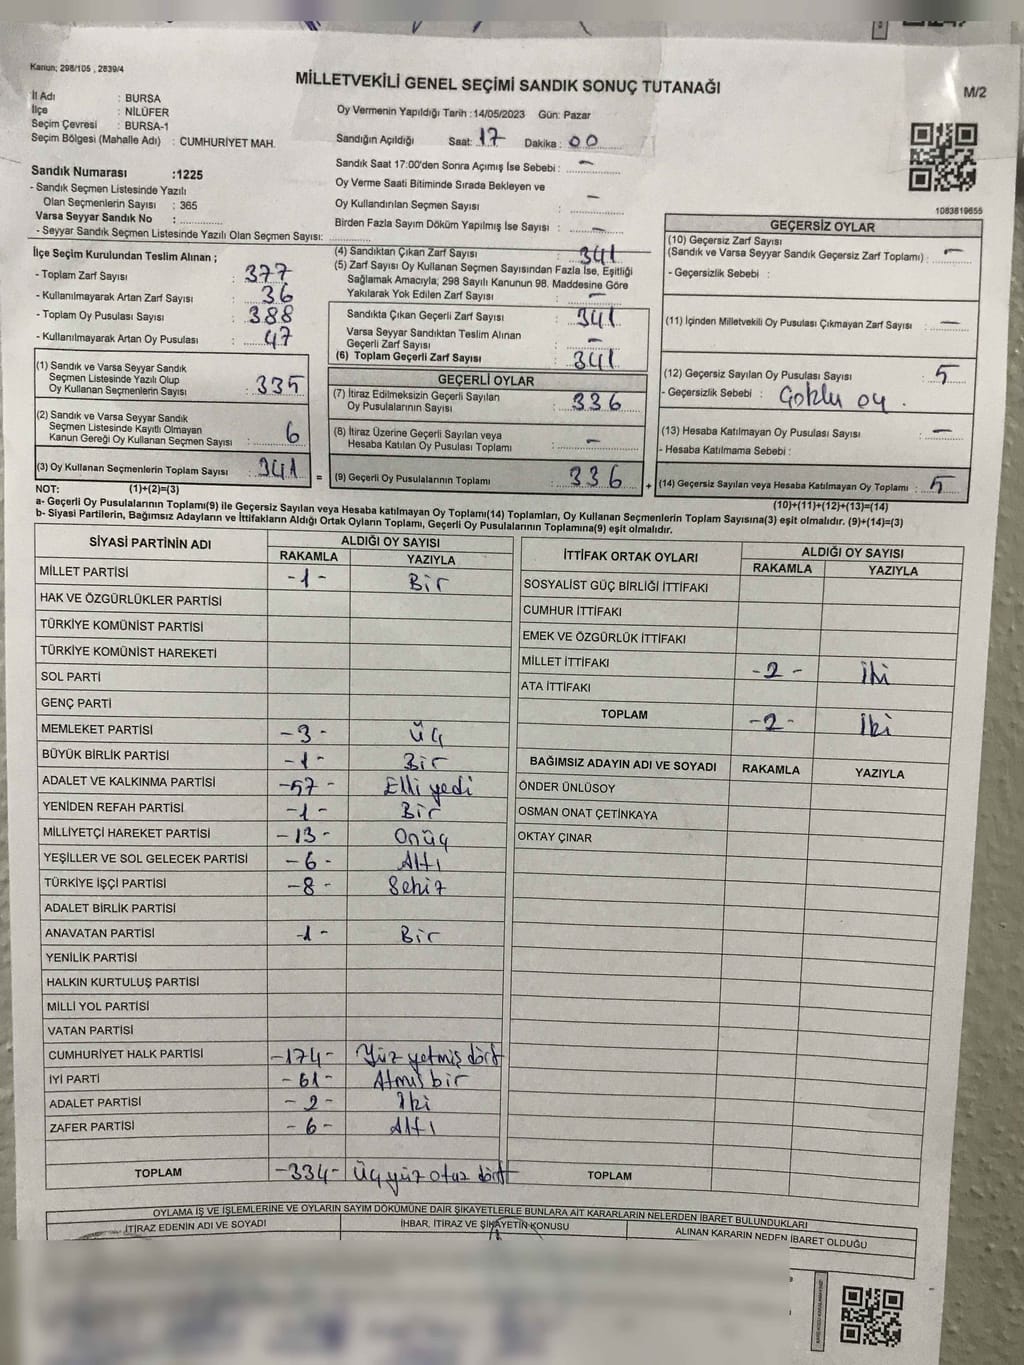 Kanun; 298/105 , 2839/4
MİLLETVEKİLİ GENEL SEÇİMİ SANDIK SONUÇ TUTANAĞI
M/2
İl Adı : BURSA
İlçe : NİLÜFER
Seçim Çevresi : BURSA-1
Seçim Bölgesi (Mahalle Adı) : CUMHURİYET MAH.
Sandık Numarası :1225
- Sandık Seçmen Listesinde Yazılı
Olan Seçmenlerin Sayısı : 365
Varsa Seyyar Sandık No :
- Seyyar Sandık Seçmen Listesinde Yazılı Olan Seçmen Sayısı:
Oy Vermenin Yapıldığı Tarih :14/05/2023 Gün: Pazar
Sandığın Açıldığı Saat: 17 Dakika : 00
Sandık Saat 17:00'den Sonra Açımış İse Sebebi : -
Oy Verme Saati Bitiminde Sırada Bekleyen ve
Oy Kullandırılan Seçmen Sayısı : -
Birden Fazla Sayım Döküm Yapılmış İse Sayısı : -
1083819655
İlçe Seçim Kurulundan Teslim Alınan ;
- Toplam Zarf Sayısı : 377
- Kullanılmayarak Artan Zarf Sayısı : 36
- Toplam Oy Pusulası Sayısı : 388
- Kullanılmayarak Artan Oy Pusulası : 47
(1) Sandık ve Varsa Seyyar Sandık
Seçmen Listesinde Yazılı Olup
Oy Kullanan Seçmenlerin Sayısı : 335
(2) Sandık ve Varsa Seyyar Sandık
Seçmen Listesinde Kayıtlı Olmayan
Kanun Gereği Oy Kullanan Seçmen Sayısı : 6
(3) Oy Kullanan Seçmenlerin Toplam Sayısı : 341
(4) Sandıktan Çıkan Zarf Sayısı : 341
(5) Zarf Sayısı Oy Kullanan Seçmen Sayısından Fazla İse, Eşitliği
Sağlamak Amacıyla, 298 Sayılı Kanunun 98. Maddesine Göre
Yakılarak Yok Edilen Zarf Sayısı : -
Sandıkta Çıkan Geçerli Zarf Sayısı : 341
Varsa Seyyar Sandıktan Teslim Alınan
Geçerli Zarf Sayısı : -
(6) Toplam Geçerli Zarf Sayısı : 341
GEÇERLİ OYLAR
(7) İtiraz Edilmeksizin Geçerli Sayılan
Oy Pusulalarının Sayısı : 336
(8) İtiraz Üzerine Geçerli Sayılan veya
Hesaba Katılan Oy Pusulası Toplamı : -
= (9) Geçerli Oy Pusulalarının Toplamı : 336
GEÇERSİZ OYLAR
(10) Geçersiz Zarf Sayısı
(Sandık ve Varsa Seyyar Sandık Geçersiz Zarf Toplamı) : -
- Geçersizlik Sebebi :
(11) İçinden Milletvekili Oy Pusulası Çıkmayan Zarf Sayısı : -
(12) Geçersiz Sayılan Oy Pusulası Sayısı : 5
- Geçersizlik Sebebi : Çoklu oy.
(13) Hesaba Katılmayan Oy Pusulası Sayısı : -
- Hesaba Katılmama Sebebi :
+ (14) Geçersiz Sayılan veya Hesaba Katılmayan Oy Toplamı : 5
NOT: (1)+(2)=(3)
(10)+(11)+(12)+(13)=(14)
a- Geçerli Oy Pusulalarının Toplamı(9) ile Geçersiz Sayılan veya Hesaba katılmayan Oy Toplamı(14) Toplamları, Oy Kullanan Seçmenlerin Toplam Sayısına(3) eşit olmalıdır. (9)+(14)=(3)
b- Siyasi Partilerin, Bağımsız Adayların ve İttifakların Aldığı Ortak Oyların Toplamı, Geçerli Oy Pusulalarının Toplamına(9) eşit olmalıdır.
SİYASİ PARTİNİN ADI
ALDIĞI OY SAYISI
RAKAMLA YAZIYLA
MİLLET PARTİSİ -1- Bir
HAK VE ÖZGÜRLÜKLER PARTİSİ
TÜRKİYE KOMÜNİST PARTİSİ
TÜRKİYE KOMÜNİST HAREKETİ
SOL PARTİ
GENÇ PARTİ
MEMLEKET PARTİSİ -3- Üç
BÜYÜK BİRLİK PARTİSİ -1- Bir
ADALET VE KALKINMA PARTİSİ -57- Elli yedi
YENİDEN REFAH PARTİSİ -1- Bir
MİLLİYETÇİ HAREKET PARTİSİ -13- Onüç
YEŞİLLER VE SOL GELECEK PARTİSİ -6- Altı
TÜRKİYE İŞÇİ PARTİSİ -8- Sekiz
ADALET BİRLİK PARTİSİ
ANAVATAN PARTİSİ -1- Bir
YENİLİK PARTİSİ
HALKIN KURTULUŞ PARTİSİ
MİLLİ YOL PARTİSİ
VATAN PARTİSİ
CUMHURİYET HALK PARTİSİ -174- Yüz yetmiş dört
İYİ PARTİ -61- Atmış bir
ADALET PARTİSİ -2- İki
ZAFER PARTİSİ -6- Altı
TOPLAM -334- Üç yüz otuz dört
İTTİFAK ORTAK OYLARI
ALDIĞI OY SAYISI
RAKAMLA YAZIYLA
SOSYALIST GÜÇ BİRLİĞİ İTTİFAKI
CUMHUR İTTİFAKI
EMEK VE ÖZGÜRLÜK İTTİFAKI
MİLLET İTTİFAKI -2- İki
ATA İTTİFAKI
TOPLAM -2- İki
BAĞIMSIZ ADAYIN ADI VE SOYADI RAKAMLA YAZIYLA
ÖNDER ÜNLÜSOY
OSMAN ONAT ÇETİNKAYA
OKTAY ÇINAR
TOPLAM
OYLAMA İŞ VE İŞLEMLERİNE VE OYLARIN SAYIM DÖKÜMÜNE DAİR ŞİKAYETLERLE BUNLARA AİT KARARLARIN NELERDEN İBARET BULUNDUKLARI
İTİRAZ EDENİN ADI VE SOYADI
İHBAR, İTİRAZ VE ŞİKAYETİN KONUSU
ALINAN KARARIN NEDEN İBARET OLDUĞU